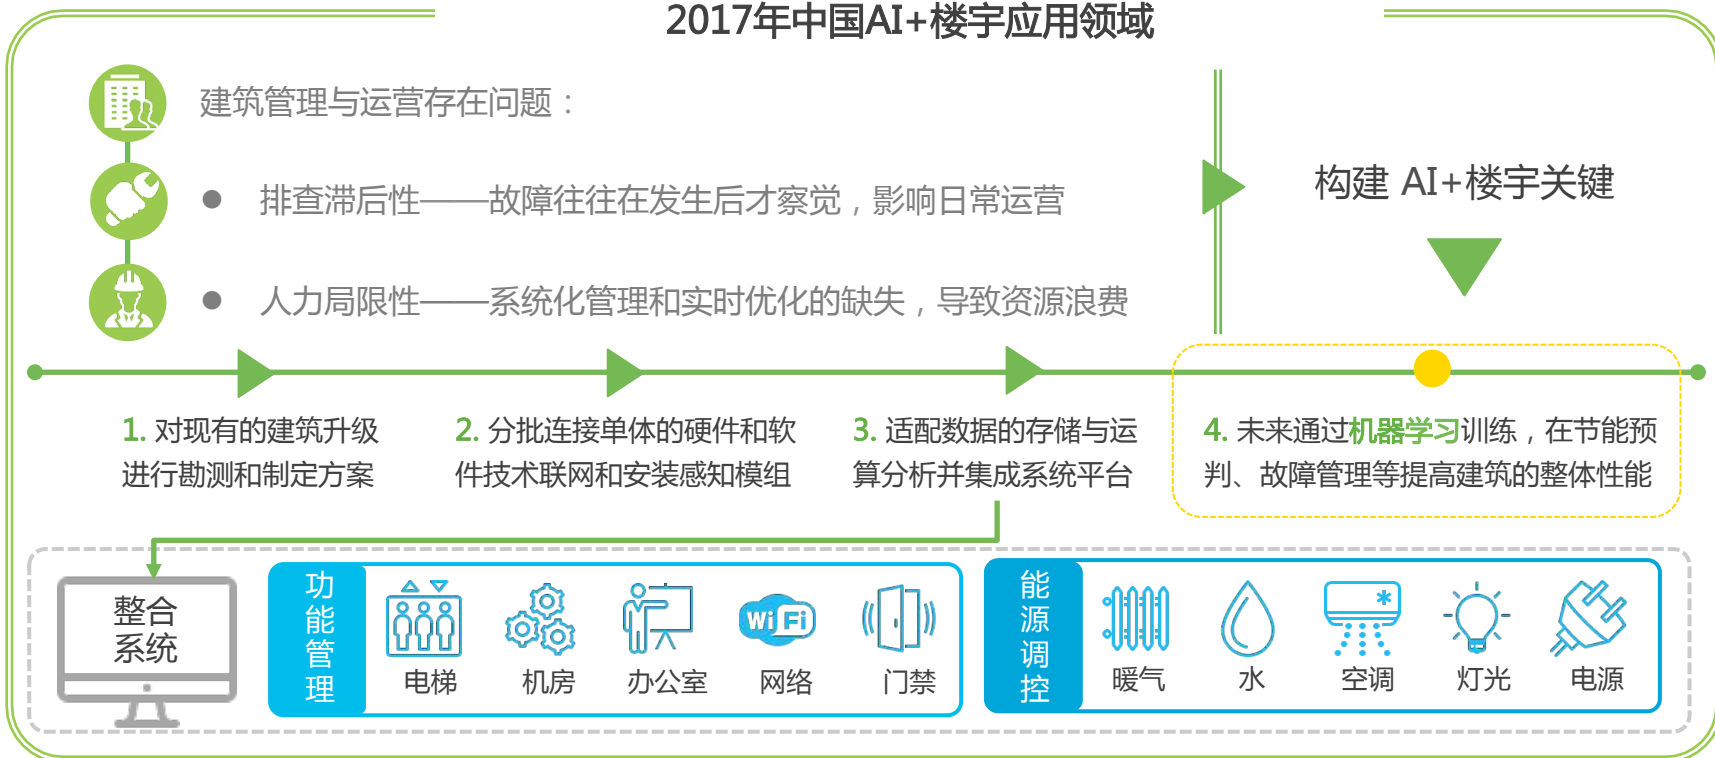 2017年中国AI+楼宇应用领域
建筑管理与运营存在问题：
● 排查滞后性——故障往往在发生后才察觉，影响日常运营
● 人力局限性——系统化管理和实时优化的缺失，导致资源浪费
构建 AI+楼宇关键
1. 对现有的建筑升级
进行勘测和制定方案
2. 分批连接单体的硬件和软
件技术联网和安装感知模组
3. 适配数据的存储与运
算分析并集成系统平台
4. 未来通过机器学习训练，在节能预
判、故障管理等提高建筑的整体性能
整合
系统
功能管理
电梯
机房
办公室
WiFi
网络
门禁
能源调控
暖气
水
空调
灯光
电源